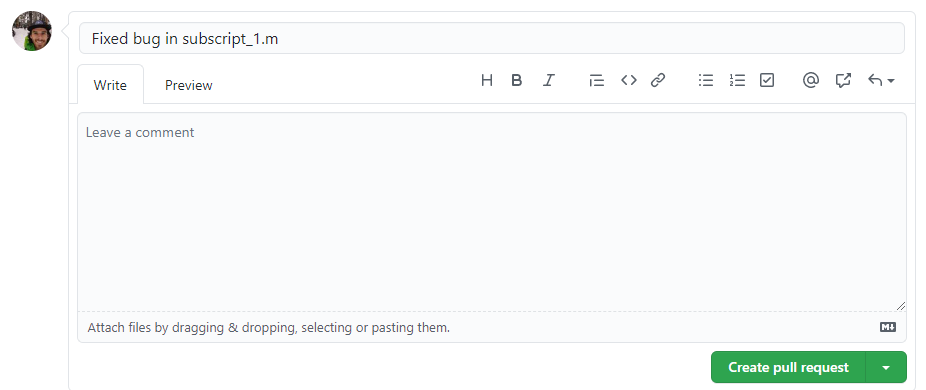 Fixed bug in subscript_1.m
Write Preview H B I @
Leave a comment
Attach files by dragging & dropping, selecting or pasting them. M↓
Create pull request